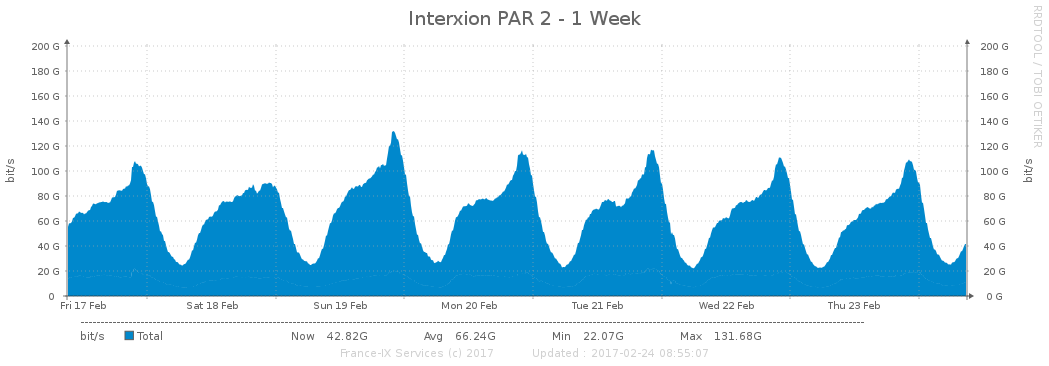 Interxion PAR 2 - 1 Week
RRDTOOL / TOBI OETIKER
bit/s
200 G 200 G
180 G 180 G
160 G 160 G
140 G 140 G
120 G 120 G
100 G 100 G
80 G 80 G
60 G 60 G
40 G 40 G
20 G 20 G
0 0 G
bit/s
Fri 17 Feb Sat 18 Feb Sun 19 Feb Mon 20 Feb Tue 21 Feb Wed 22 Feb Thu 23 Feb
bit/s Total Now 42.82G Avg 66.24G Min 22.07G Max 131.68G
France-IX Services (c) 2017 Updated : 2017-02-24 08:55:07